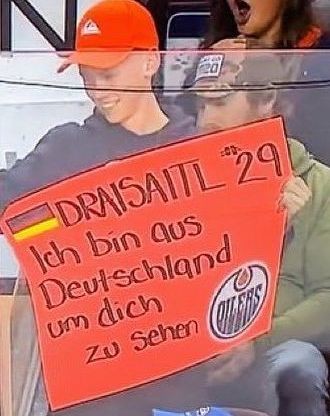 N
DRAISAITL #29
Ich bin aus
Deutschland
um dich
zu sehen
OILERS